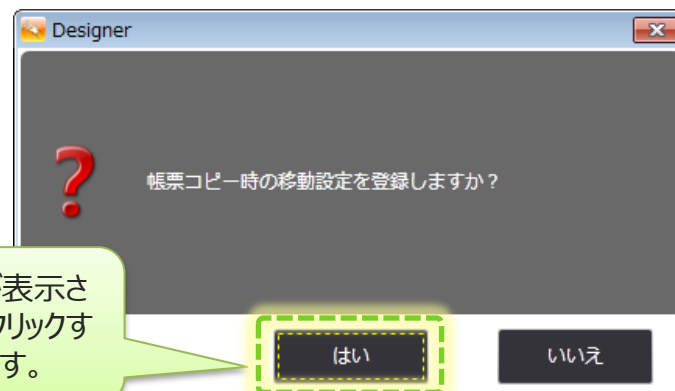 Designer
帳票コピー時の移動設定を登録しますか？
表示さ
クリックす
す。
はい
いいえ